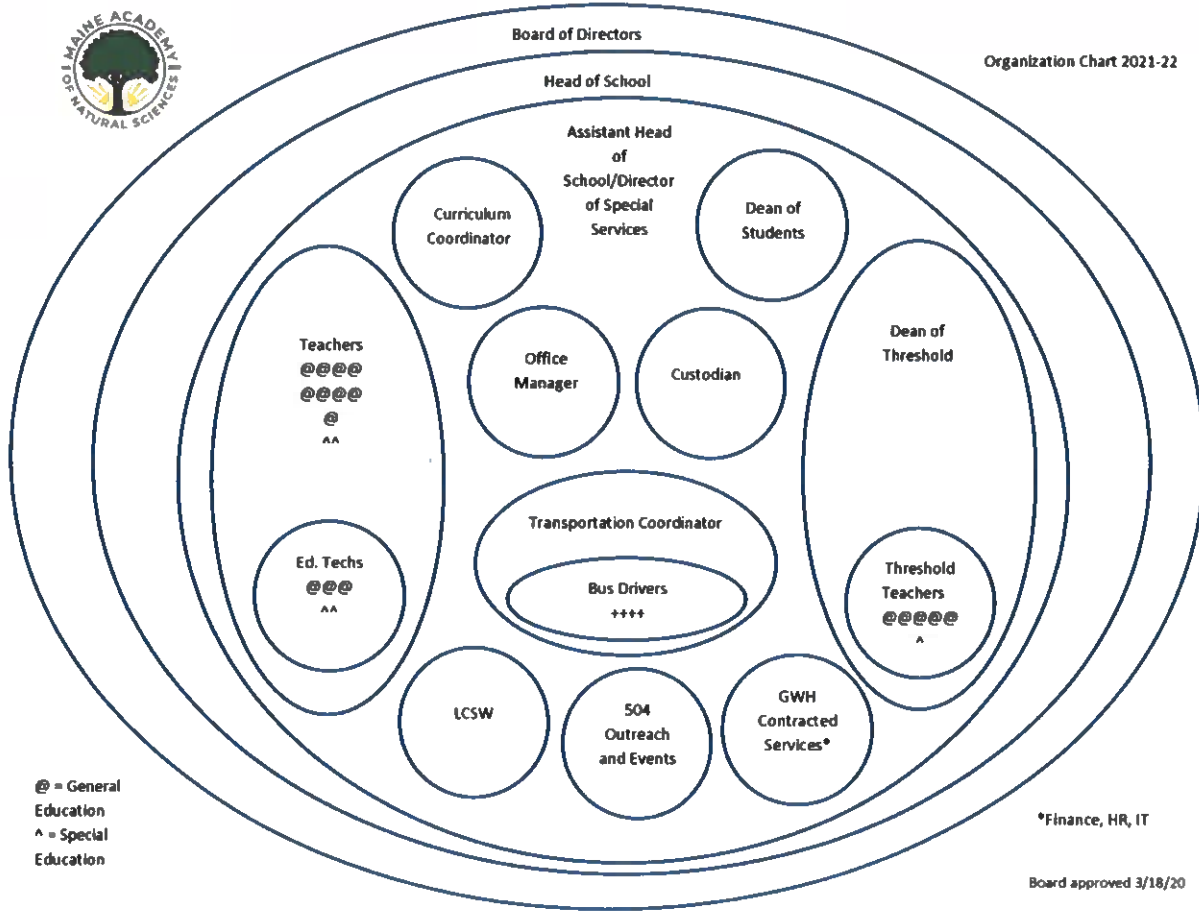 MAINE ACADEMY
OF NATURAL SCIENCES
Board of Directors
Organization Chart 2021-22
Head of School
Assistant Head
of
School/Director
of Special
Services
Curriculum
Coordinator
Dean of
Students
Teachers
@@@@
@@@@
@
^^
Office
Manager
Custodian
Dean of
Threshold
Transportation Coordinator
Bus Drivers
++++
Ed. Techs
@@@
^^
Threshold
Teachers
@@@@@
^
LCSW
504
Outreach
and Events
GWH
Contracted
Services*
@ = General
Education
^ = Special
Education
*Finance, HR, IT
Board approved 3/18/20